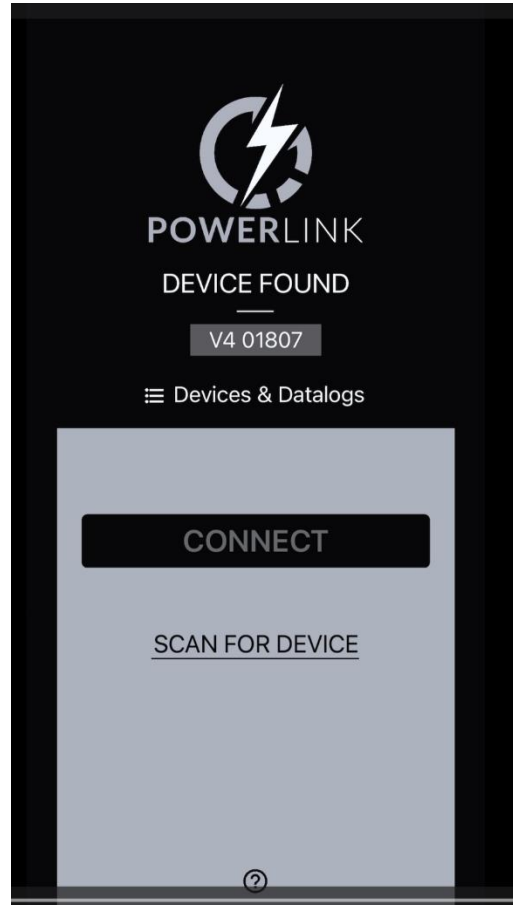 POWERLINK
DEVICE FOUND
V4 01807
Devices & Datalogs
CONNECT
SCAN FOR DEVICE
?